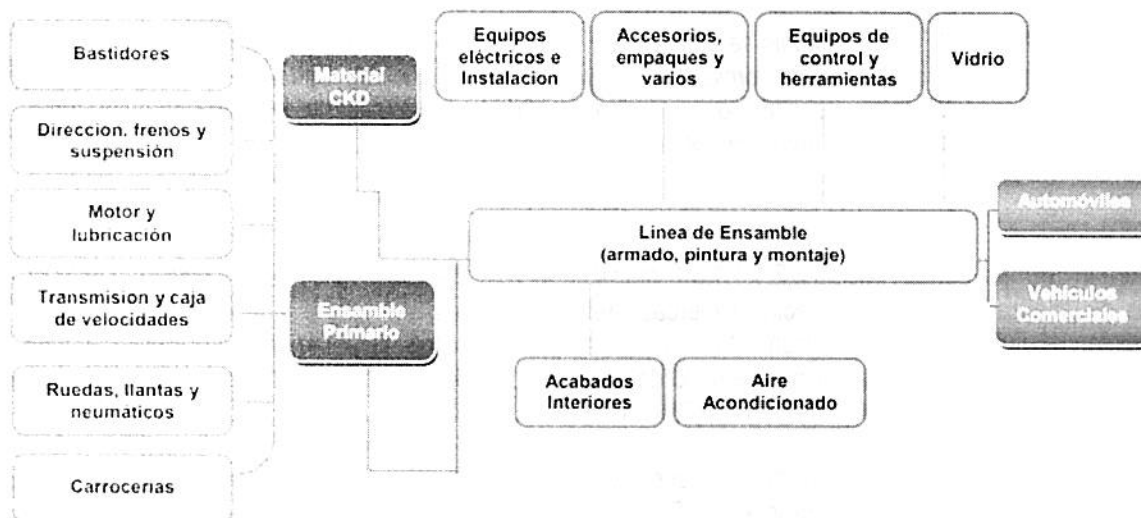 Bastidores
Direccion. frenos y
suspensión
Motor y
lubricación
Transmision y caja
de velocidades
Ruedas, llantas y
neumáticos
Carrocerias
Material
CKD
Ensamble
Primario
Equipos
eléctricos e
Instalacion
Accesorios,
empaques y
varios
Equipos de
control y
herramientas
Vidrio
Linea de Ensamble
(armado, pintura y montaje)
Acabados
Interiores
Aire
Acondicionado
Automóviles
Vehículos
Comerciales